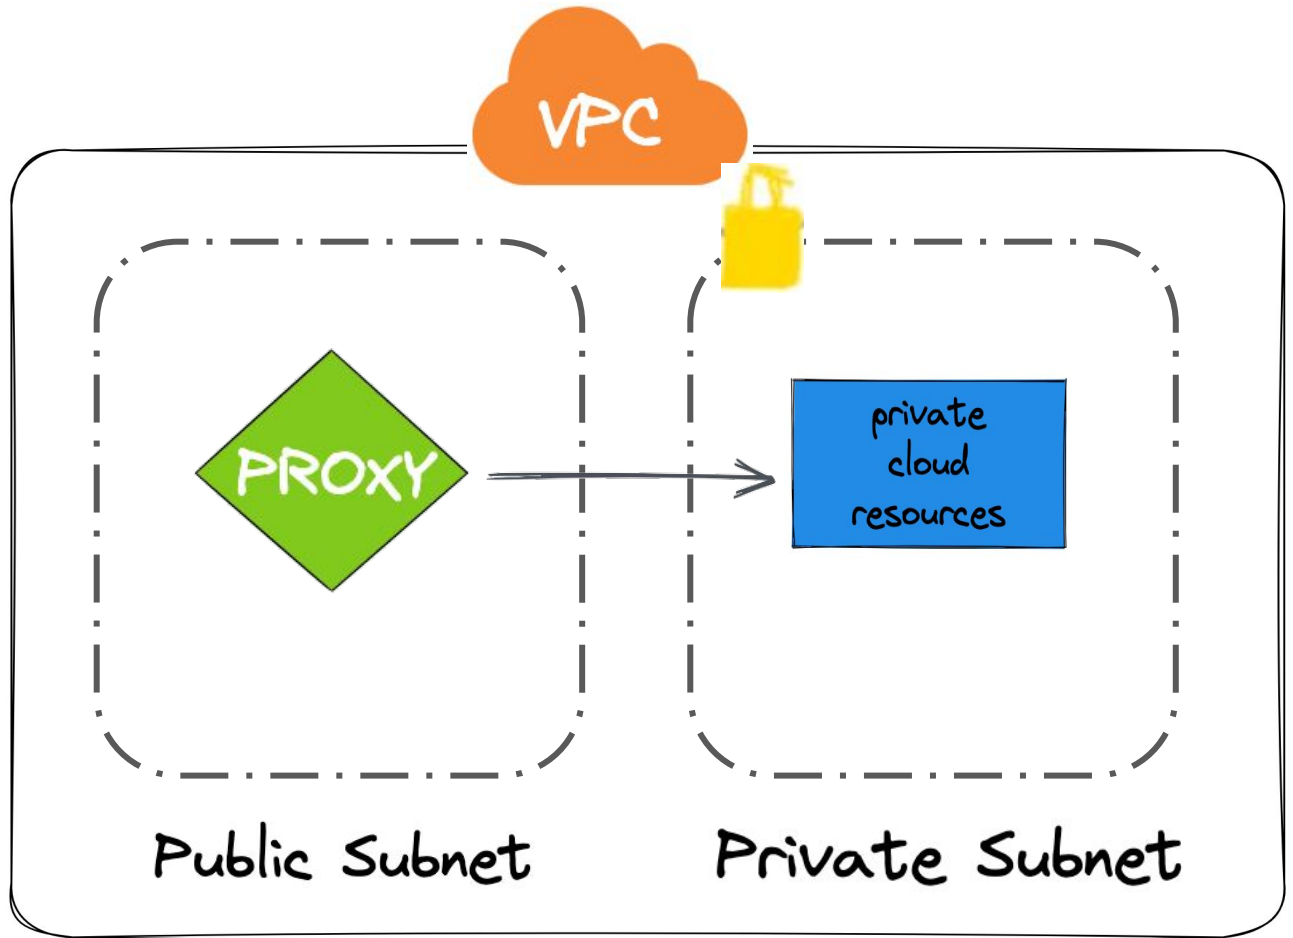 VPC
PROXY
private
cloud
resources
Public Subnet
Private Subnet